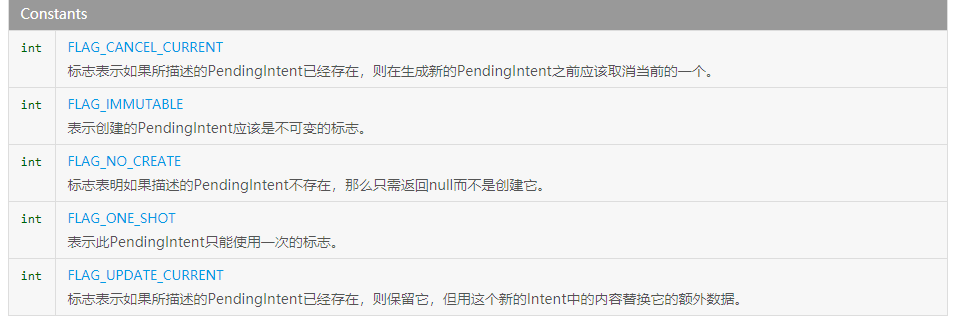 Constants
int FLAG_CANCEL_CURRENT
标志表示如果所描述的PendingIntent已经存在，则在生成新的PendingIntent之前应该取消当前的一个。
int FLAG_IMMUTABLE
表示创建的PendingIntent应该是不可变的标志。
int FLAG_NO_CREATE
标志表明如果描述的PendingIntent不存在，那么只需返回null而不是创建它。
int FLAG_ONE_SHOT
表示此PendingIntent只能使用一次的标志。
int FLAG_UPDATE_CURRENT
标志表示如果所描述的PendingIntent已经存在，则保留它，但用这个新的Intent中的内容替换它的额外数据。